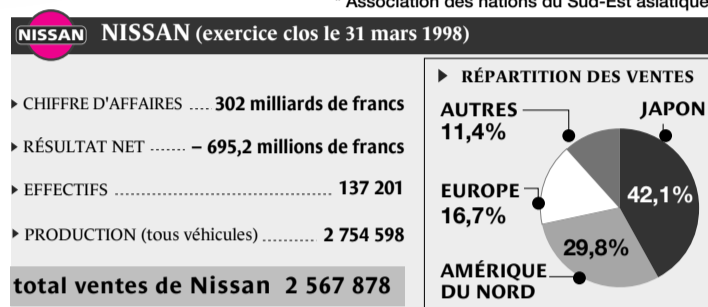 * Association des nations du Sud-Est asiatique
NISSAN NISSAN (exercice clos le 31 mars 1998)
CHIFFRE D'AFFAIRES .... 302 milliards de francs
RÉSULTAT NET ....... – 695,2 millions de francs
EFFECTIFS ........................................ 137 201
PRODUCTION (tous véhicules) .......... 2 754 598
total ventes de Nissan 2 567 878
RÉPARTITION DES VENTES
AUTRES
11,4%
JAPON
42,1%
EUROPE
16,7%
29,8%
AMÉRIQUE
DU NORD